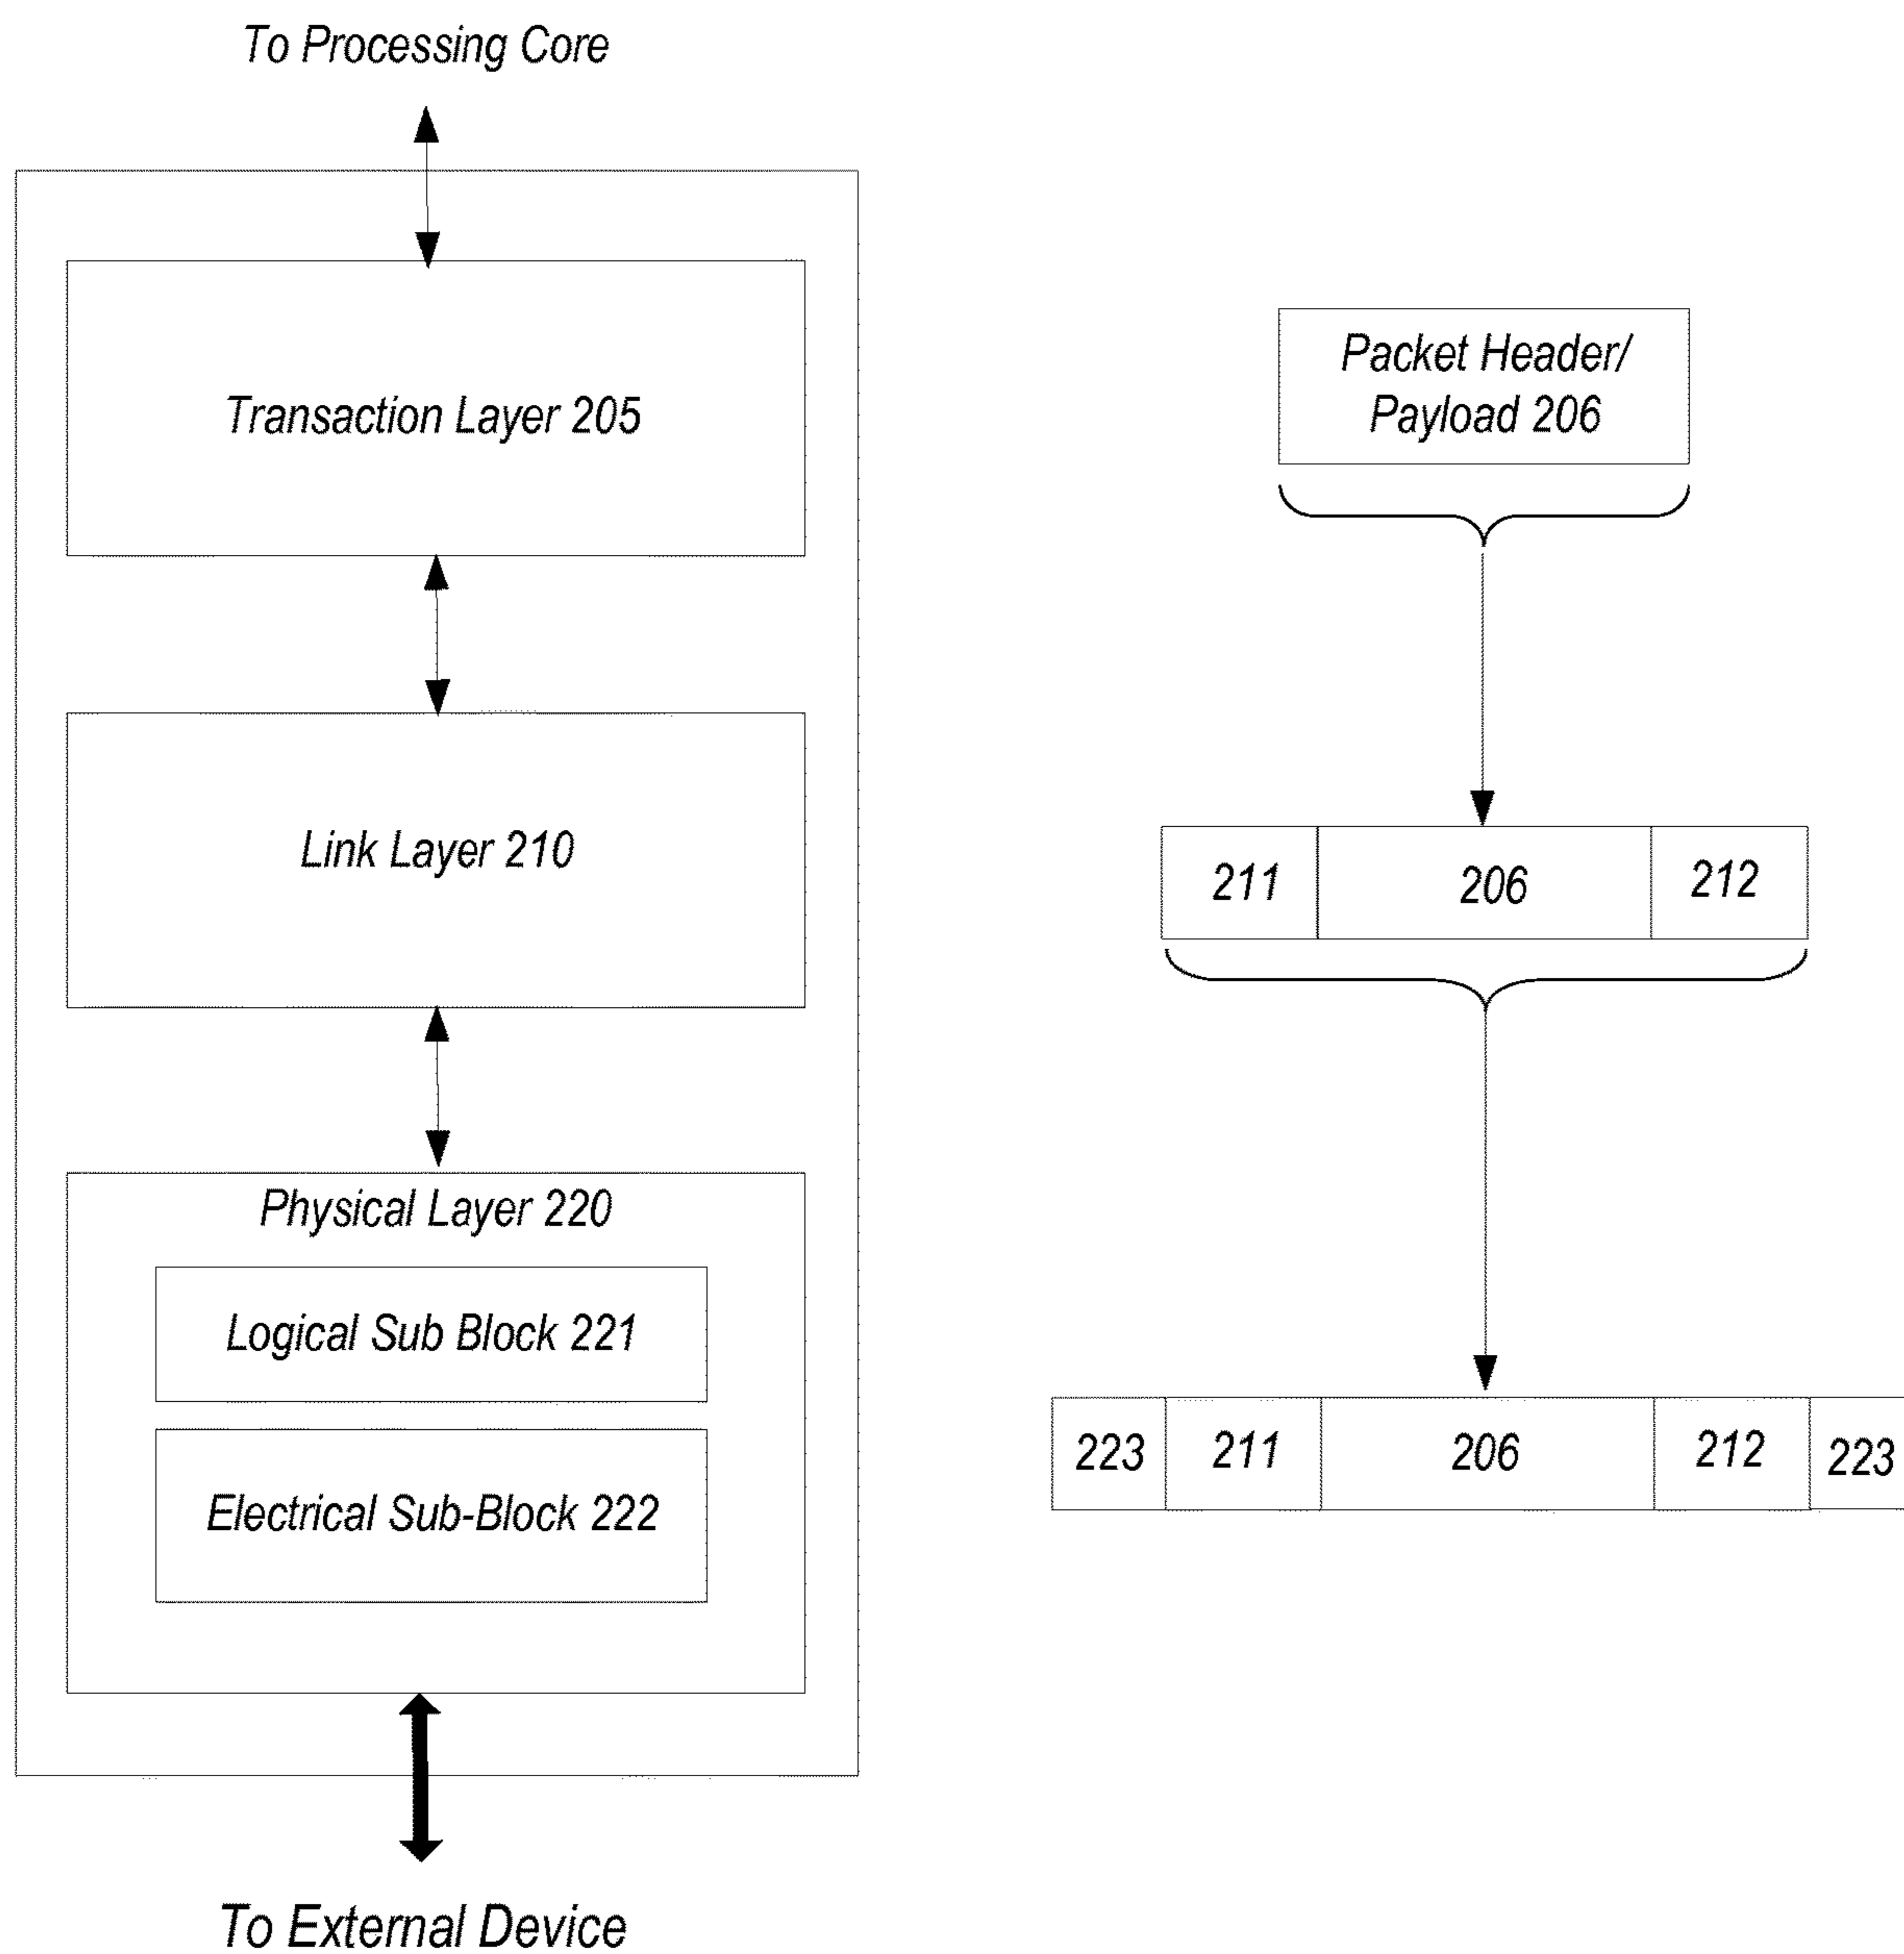 To Processing Core
Transaction Layer 205
Link Layer 210
Physical Layer 220
Logical Sub Block 221
Electrical Sub-Block 222
To External Device
Packet Header/
Payload 206
211 206 212
223 211 206 212 223